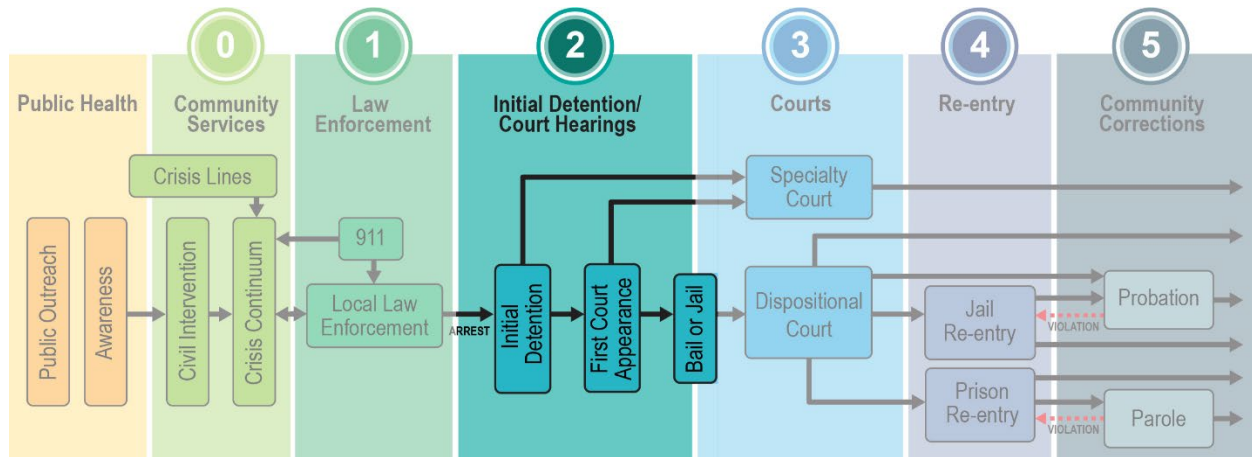 0
1
2
3
4
5
Public Health
Community
Services
Law
Enforcement
Initial Detention/
Court Hearings
Courts
Re-entry
Community
Corrections
Crisis Lines
Public Outreach
Awareness
Civil Intervention
Crisis Continuum
911
Local Law
Enforcement
ARREST
Initial
Detention
First Court
Appearance
Bail or Jail
Specialty
Court
Dispositional
Court
Jail
Re-entry
Prison
Re-entry
Probation
VIOLATION
Parole
VIOLATION